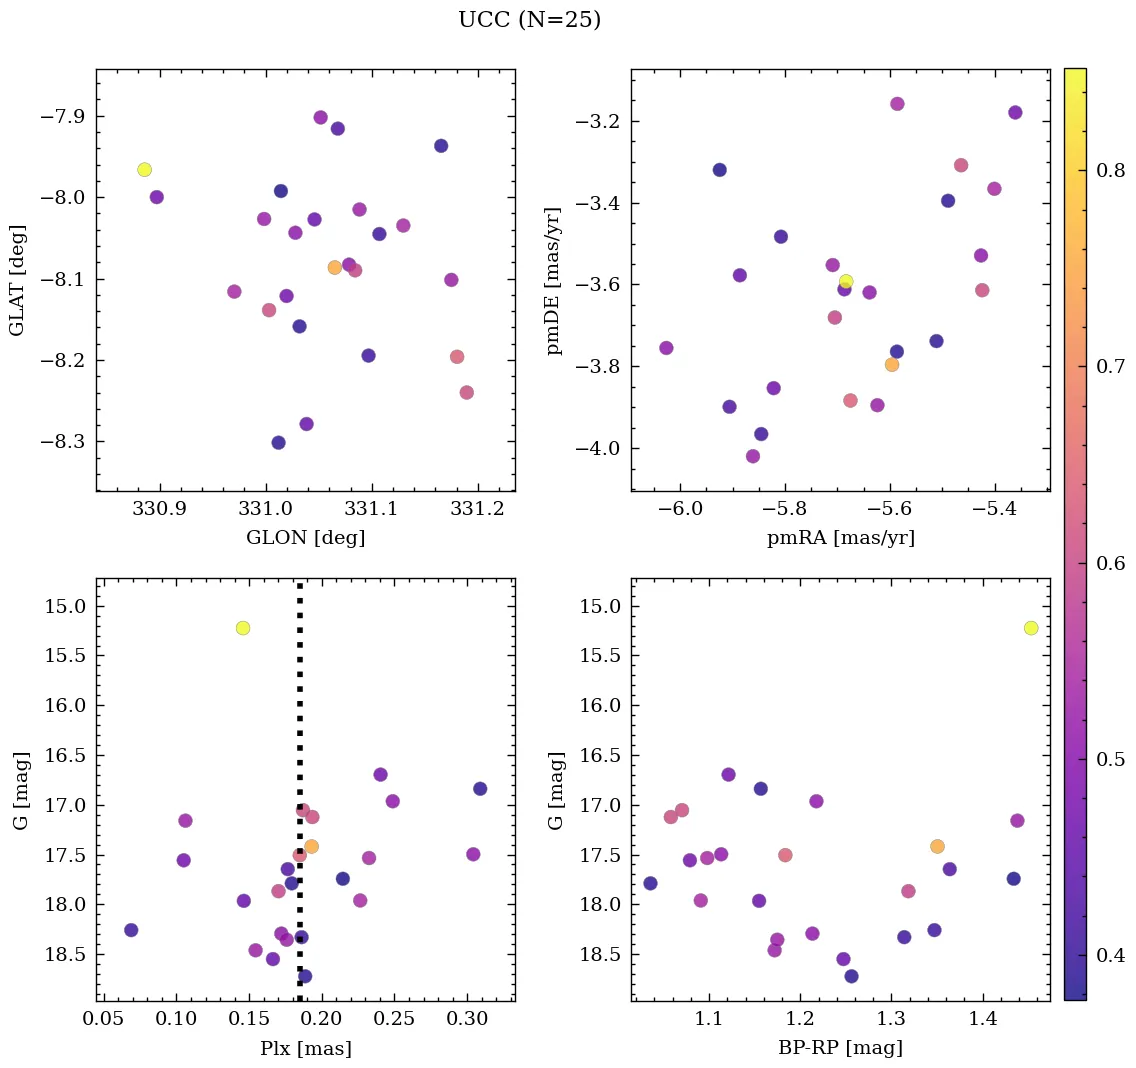 UCC (N=25)
−7.9
−8.0
−8.1
−8.2
−8.3
GLAT [deg]
330.9 331.0 331.1 331.2
GLON [deg]
−3.2
−3.4
−3.6
−3.8
−4.0
pmDE [mas/yr]
−6.0 −5.8 −5.6 −5.4
pmRA [mas/yr]
15.0
15.5
16.0
16.5
17.0
17.5
18.0
18.5
G [mag]
0.05 0.10 0.15 0.20 0.25 0.30
Plx [mas]
15.0
15.5
16.0
16.5
17.0
17.5
18.0
18.5
G [mag]
1.1 1.2 1.3 1.4
BP-RP [mag]
0.8
0.7
0.6
0.5
0.4